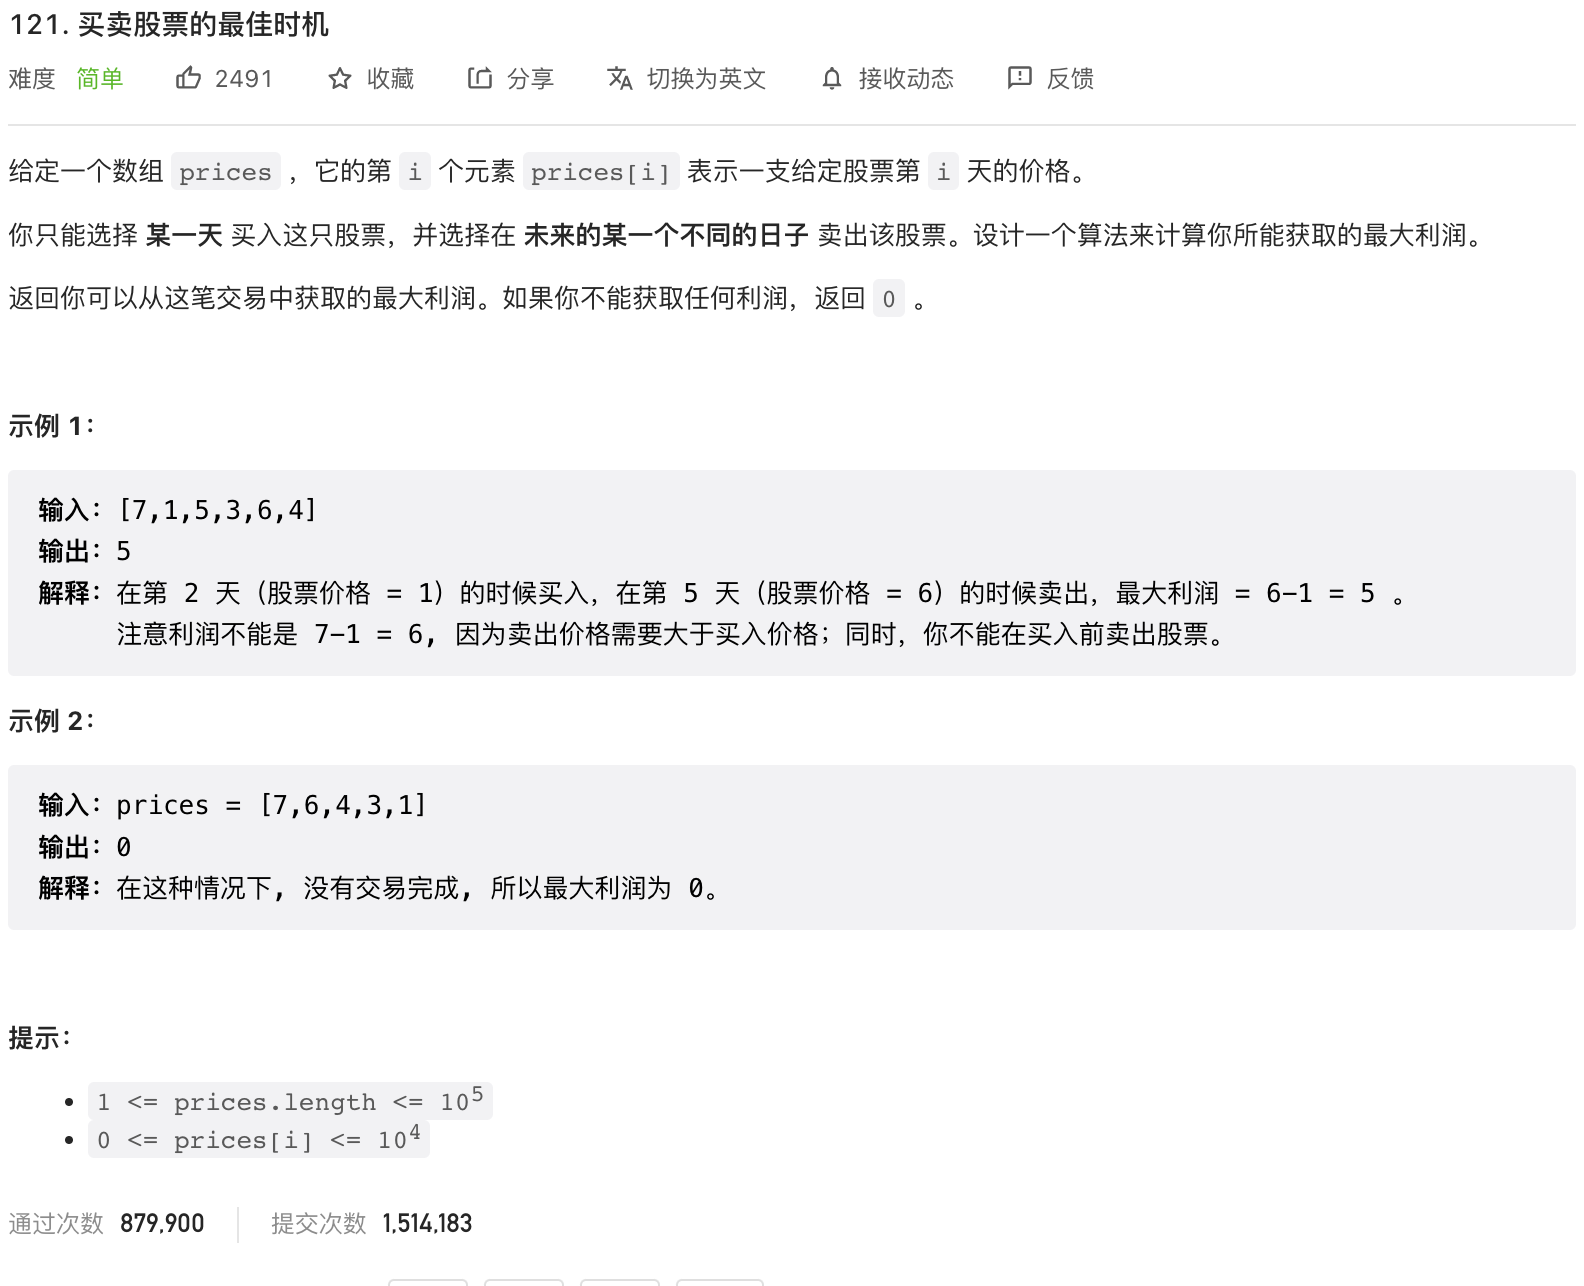 121. 买卖股票的最佳时机
难度 简单 2491 收藏 分享 切换为英文 接收动态 反馈
给定一个数组 prices ，它的第 i 个元素 prices[i] 表示一支给定股票第 i 天的价格。
你只能选择 某一天 买入这只股票，并选择在 未来的某一个不同的日子 卖出该股票。设计一个算法来计算你所能获取的最大利润。
返回你可以从这笔交易中获取的最大利润。如果你不能获取任何利润，返回 0 。
示例 1：
输入：[7,1,5,3,6,4]
输出：5
解释：在第 2 天（股票价格 = 1）的时候买入，在第 5 天（股票价格 = 6）的时候卖出，最大利润 = 6-1 = 5 。
注意利润不能是 7-1 = 6, 因为卖出价格需要大于买入价格；同时，你不能在买入前卖出股票。
示例 2：
输入：prices = [7,6,4,3,1]
输出：0
解释：在这种情况下, 没有交易完成, 所以最大利润为 0。
提示：
• 1 <= prices.length <= 10⁵
• 0 <= prices[i] <= 10⁴
通过次数 879,900 提交次数 1,514,183